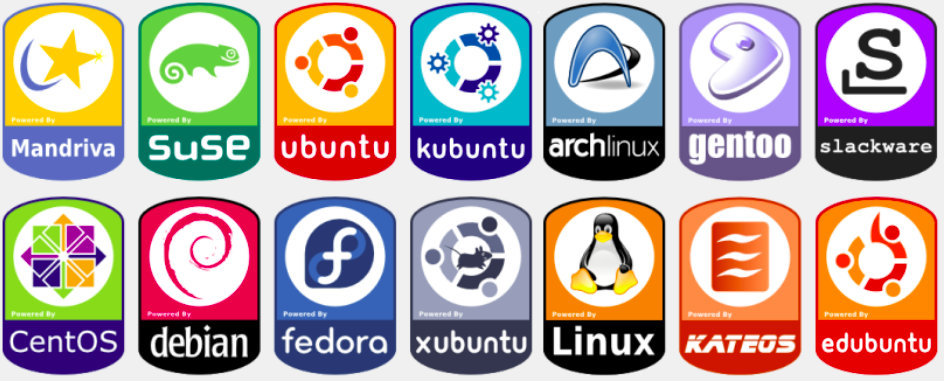 Powered By
Mandriva
Powered By
suse
Powered By
ubuntu
Powered By
kubuntu
Powered By
archlinux
Powered By
gentoo
Powered By
slackware
Powered By
CentOS
Powered By
debian
Powered By
fedora
Powered By
xubuntu
Powered By
Linux
Powered By
KATEOS
Powered By
edubuntu